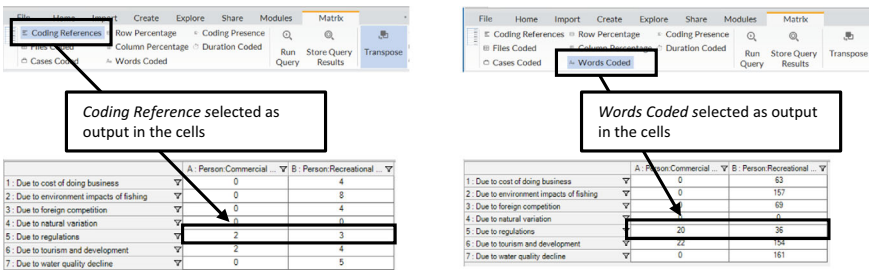 File Home Import Create Explore Share Modules Matrix
Coding References Row Percentage Coding Presence
Files Coded Column Percentage Duration Coded
Cases Coded Words Coded
Run Query
Store Query Results
Transpose
Coding Reference selected as
output in the cells
A : Person:Commercial ... B : Person:Recreational ...
1 : Due to cost of doing business 0 4
2 : Due to environment impacts of fishing 0 8
3 : Due to foreign competition 0 4
4 : Due to natural variation 0 0
5 : Due to regulations 2 3
6 : Due to tourism and development 2 4
7 : Due to water quality decline 0 5
File Home Import Create Explore Share Modules Matrix
Coding References Row Percentage Coding Presence
Files Coded Column Percentage Duration Coded
Cases Coded Words Coded
Run Query
Store Query Results
Transpose
Words Coded selected as output
in the cells
A : Person:Commercial ... B : Person:Recreational ...
1 : Due to cost of doing business 0 63
2 : Due to environment impacts of fishing 0 157
3 : Due to foreign competition 0 69
4 : Due to natural variation 0 0
5 : Due to regulations 20 36
6 : Due to tourism and development 22 154
7 : Due to water quality decline 0 161